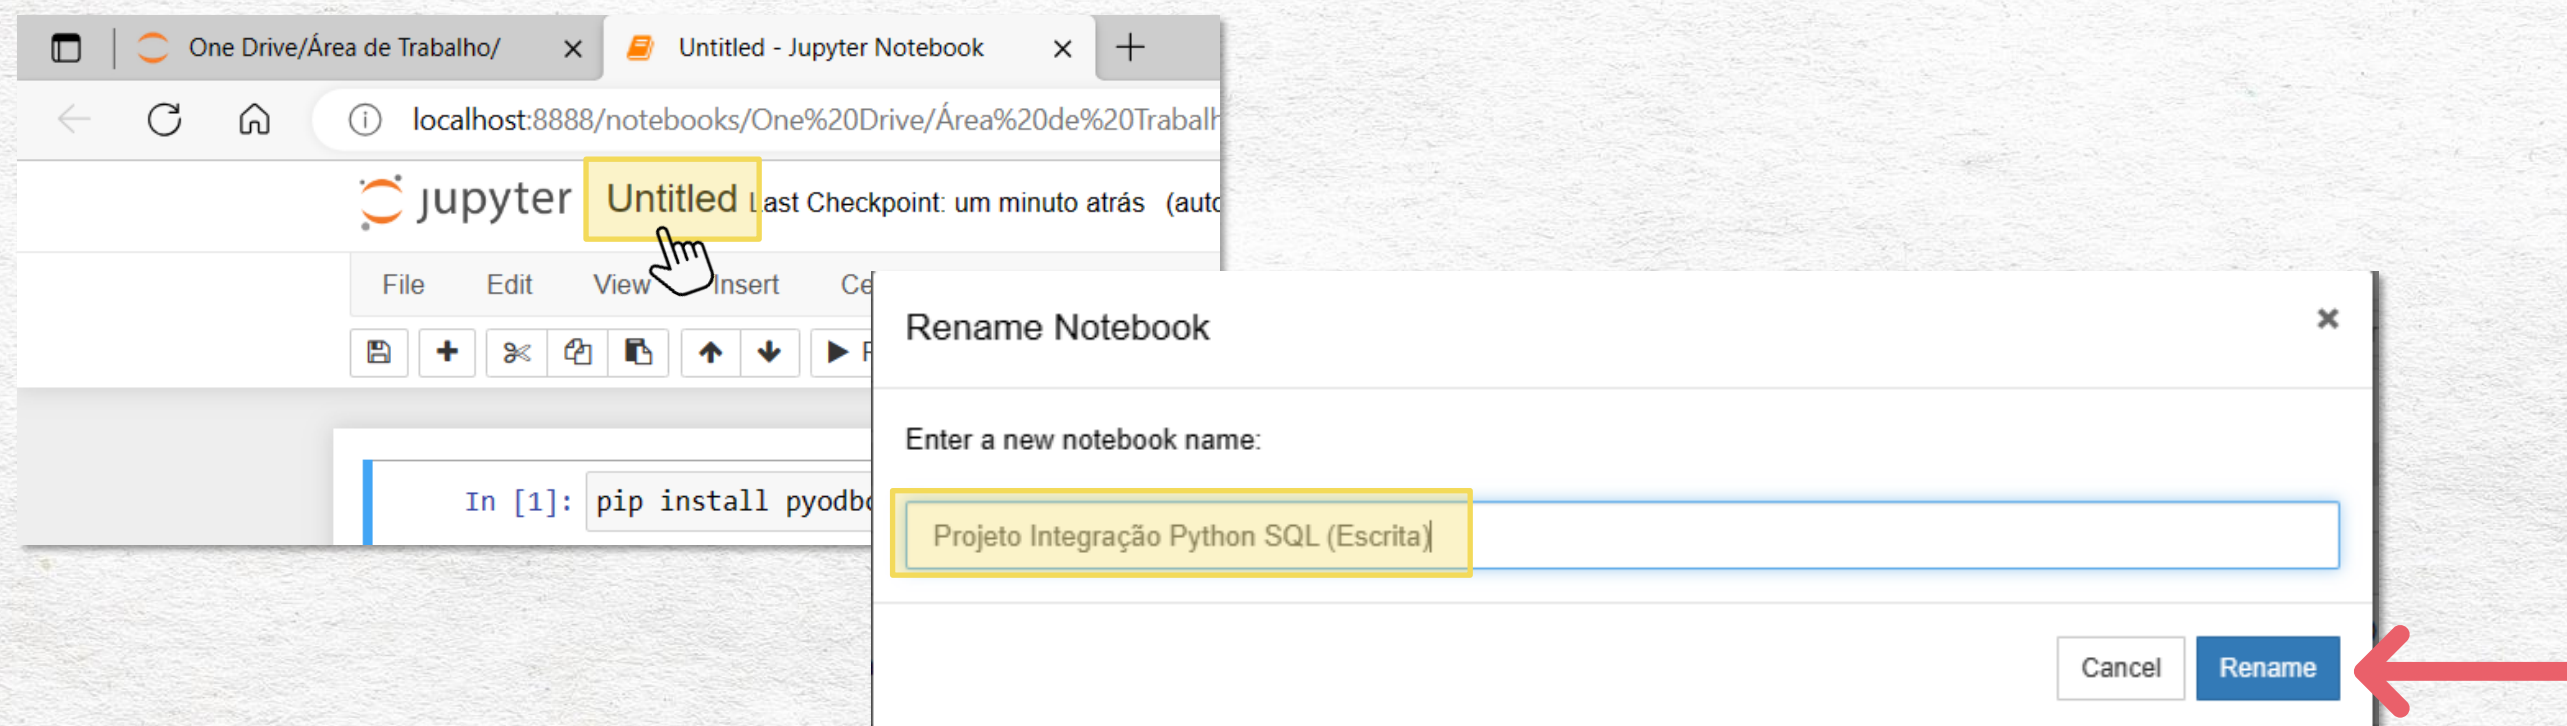 One Drive/Área de Trabalho/
Untitled - Jupyter Notebook
localhost:8888/notebooks/One%20Drive/Área%20de%20Trabalh
jupyter Untitled Last Checkpoint: um minuto atrás (auto
File Edit View Insert Ce
In [1]: pip install pyodbc
Rename Notebook
Enter a new notebook name:
Projeto Integração Python SQL (Escrita)
Cancel Rename